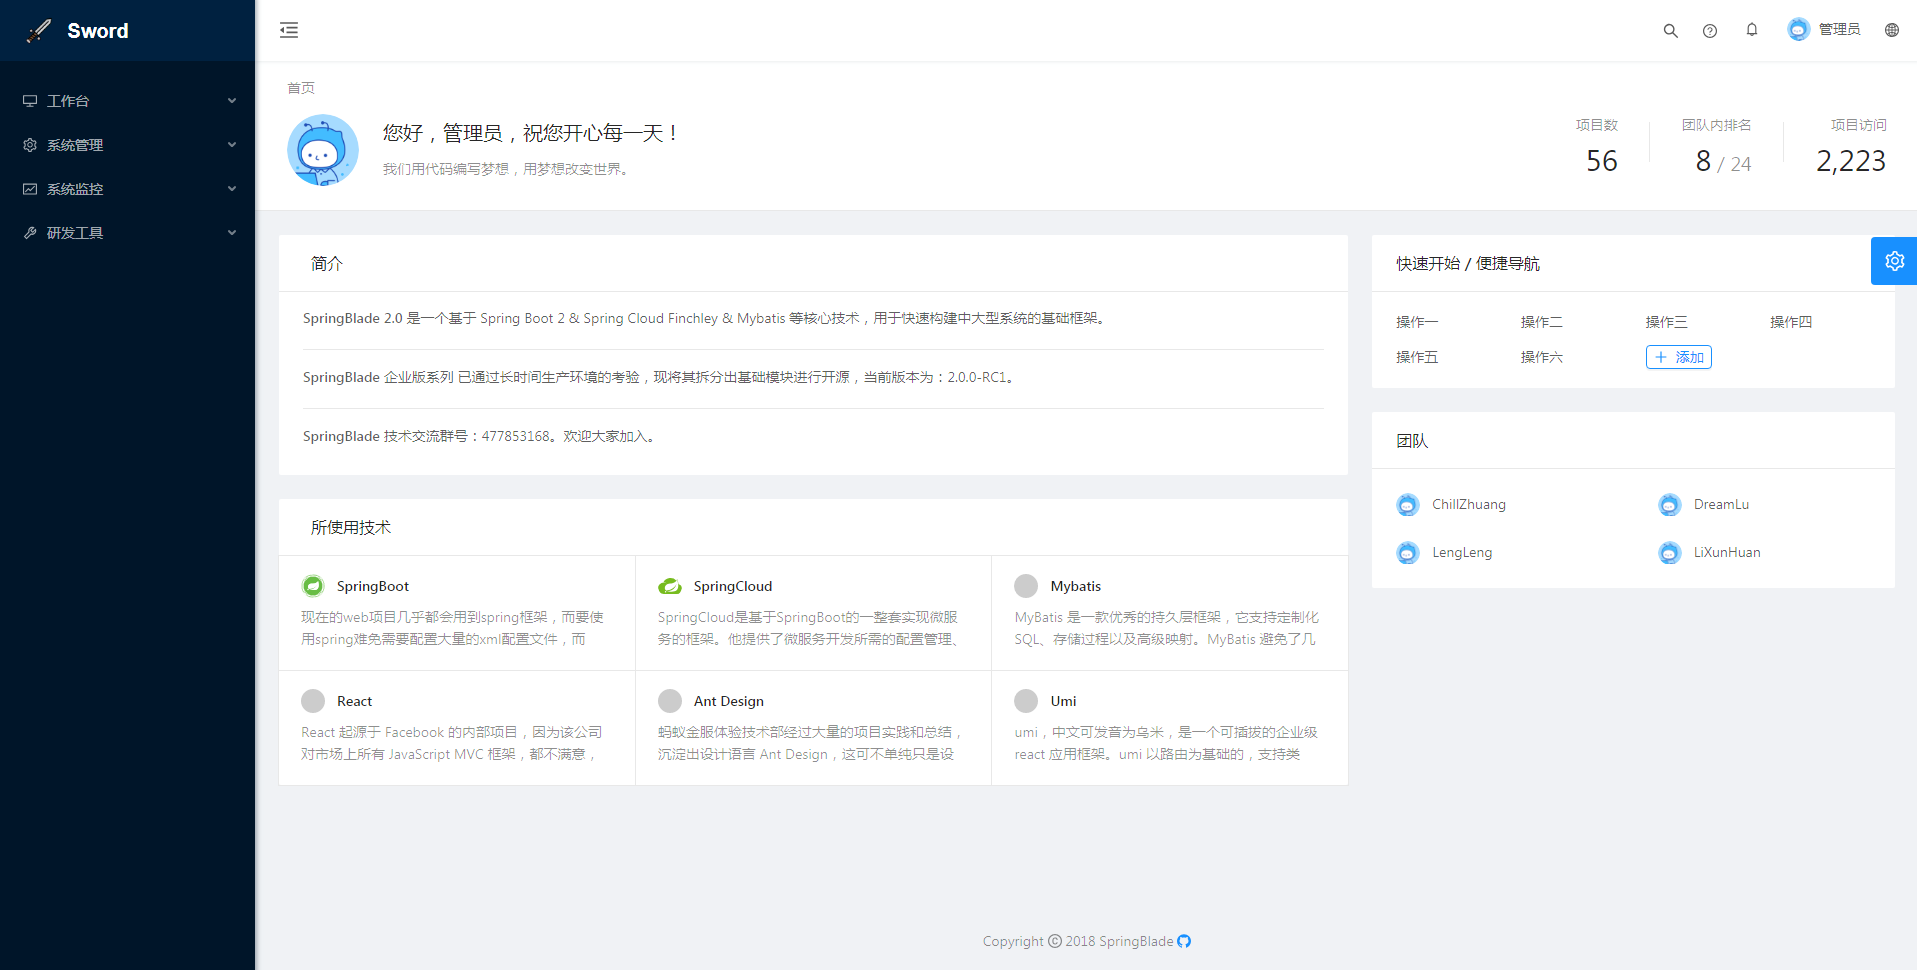 Sword
管理员
工作台
系统管理
系统监控
研发工具
首页
您好，管理员，祝您开心每一天！
我们用代码编写梦想，用梦想改变世界。
项目数
56
团队内排名
8 / 24
项目访问
2,223
简介
SpringBlade 2.0 是一个基于 Spring Boot 2 & Spring Cloud Finchley & Mybatis 等核心技术，用于快速构建中大型系统的基础框架。
SpringBlade 企业版系列 已通过长时间生产环境的考验，现将其拆分出基础模块进行开源，当前版本为：2.0.0-RC1。
SpringBlade 技术交流群号：477853168。欢迎大家加入。
所使用技术
SpringBoot
现在的web项目几乎都会用到spring框架，而要使
用spring难免需要配置大量的xml配置文件，而
SpringCloud
SpringCloud是基于SpringBoot的一整套实现微服
务的框架。他提供了微服务开发所需的配置管理、
Mybatis
MyBatis 是一款优秀的持久层框架，它支持定制化
SQL、存储过程以及高级映射。MyBatis 避免了几
React
React 起源于 Facebook 的内部项目，因为该公司
对市场上所有 JavaScript MVC 框架，都不满意，
Ant Design
蚂蚁金服体验技术部经过大量的项目实践和总结，
沉淀出设计语言 Ant Design，这可不单纯只是设
Umi
umi，中文可发音为乌米，是一个可插拔的企业级
react 应用框架。umi 以路由为基础的，支持类
快速开始 / 便捷导航
操作一 操作二 操作三 操作四
操作五 操作六 + 添加
团队
ChillZhuang DreamLu
LengLeng LiXunHuan
Copyright © 2018 SpringBlade